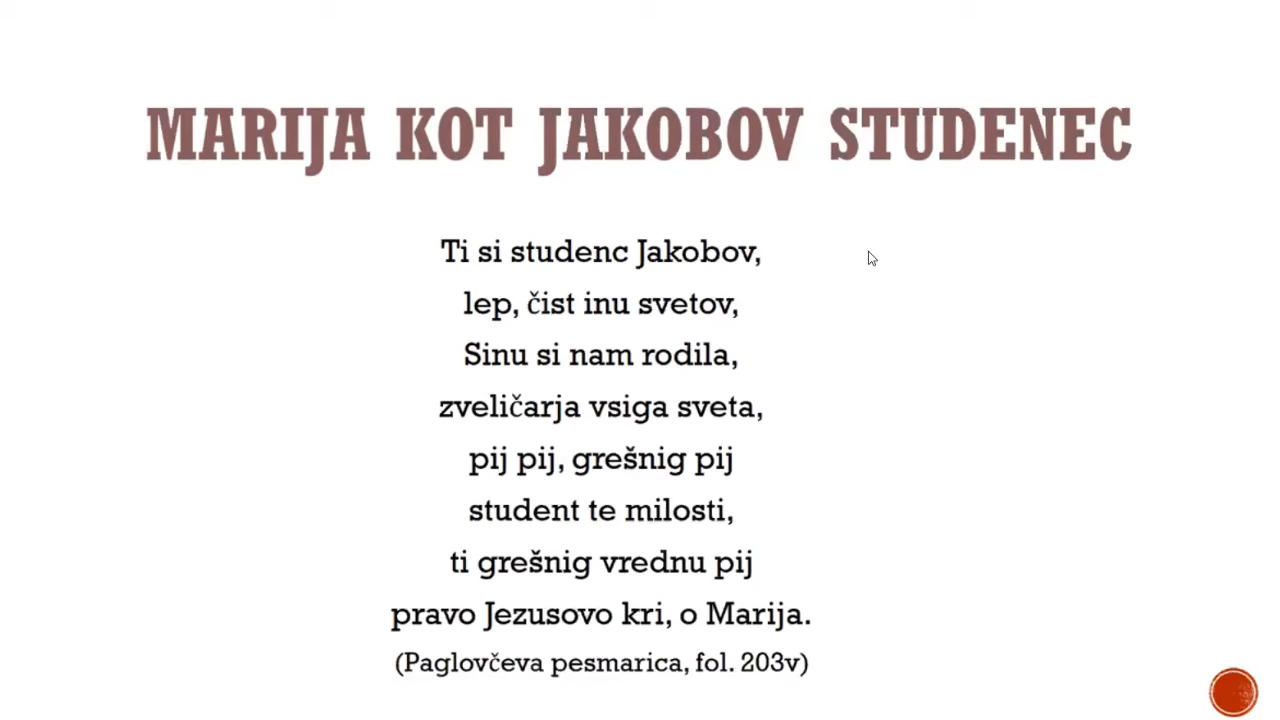 MARIJA KOT JAKOBOV STUDENEC
Ti si studenc Jakobov,
lep, čist inu svetov,
Sinu si nam rodila,
zveličarja vsiga sveta,
pij pij, grešnig pij
student te milosti,
ti grešnig vrednu pij
pravo Jezusovo kri, o Marija.
(Paglovčeva pesmarica, fol. 203v)